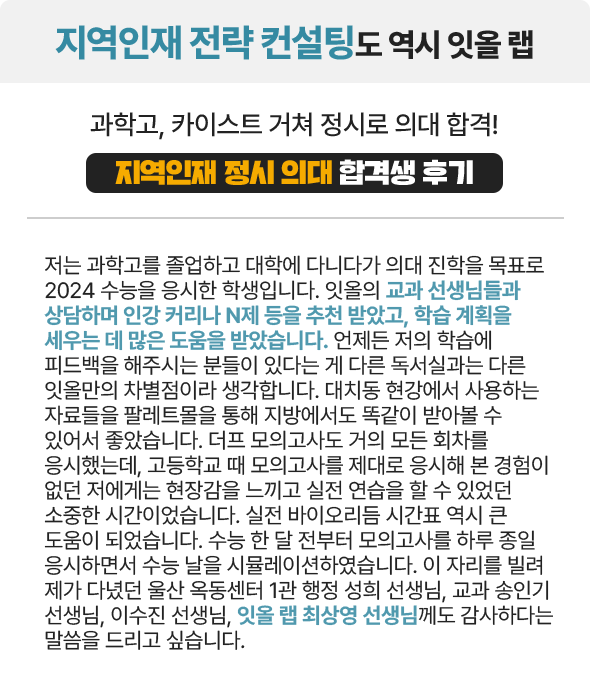 지역인재 전략 컨설팅도 역시 잇올 랩
과학고, 카이스트 거쳐 정시로 의대 합격!
지역인재 정시 의대 합격생 후기
저는 과학고를 졸업하고 대학에 다니다가 의대 진학을 목표로
2024 수능을 응시한 학생입니다. 잇올의 교과 선생님들과
상담하며 인강 커리나 N제 등을 추천 받았고, 학습 계획을
세우는 데 많은 도움을 받았습니다. 언제든 저의 학습에
피드백을 해주시는 분들이 있다는 게 다른 독서실과는 다른
잇올만의 차별점이라 생각합니다. 대치동 현강에서 사용하는
자료들을 팔레트몰을 통해 지방에서도 똑같이 받아볼 수
있어서 좋았습니다. 더프 모의고사도 거의 모든 회차를
응시했는데, 고등학교 때 모의고사를 제대로 응시해 본 경험이
없던 저에게는 현장감을 느끼고 실전 연습을 할 수 있었던
소중한 시간이었습니다. 실전 바이오리듬 시간표 역시 큰
도움이 되었습니다. 수능 한 달 전부터 모의고사를 하루 종일
응시하면서 수능 날을 시뮬레이션하였습니다. 이 자리를 빌려
제가 다녔던 울산 옥동센터 1관 행정 성희 선생님, 교과 송인기
선생님, 이수진 선생님, 잇올 랩 최상영 선생님께도 감사하다는
말씀을 드리고 싶습니다.